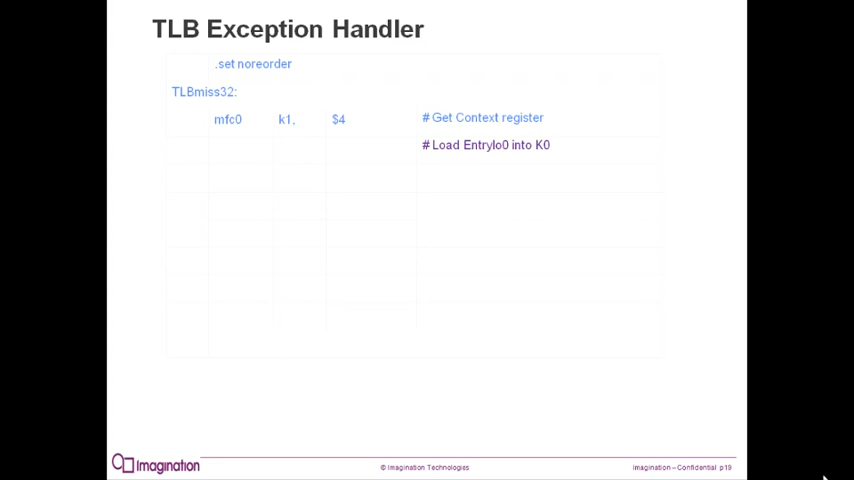 TLB Exception Handler
.set noreorder
TLBmiss32:
mfc0 k1, $4 # Get Context register
# Load Entrylo0 into K0
Imagination
© Imagination Technologies
Imagination – Confidential p19